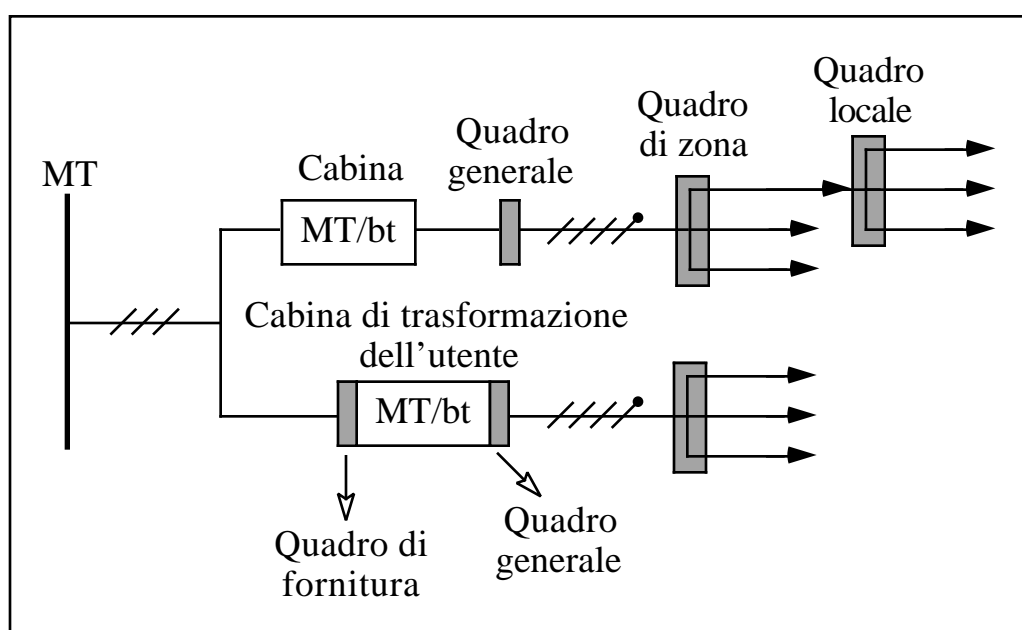 MT
Cabina
MT/bt
Quadro
generale
Quadro
di zona
Quadro
locale
Cabina di trasformazione
dell’utente
MT/bt
Quadro di
fornitura
Quadro
generale